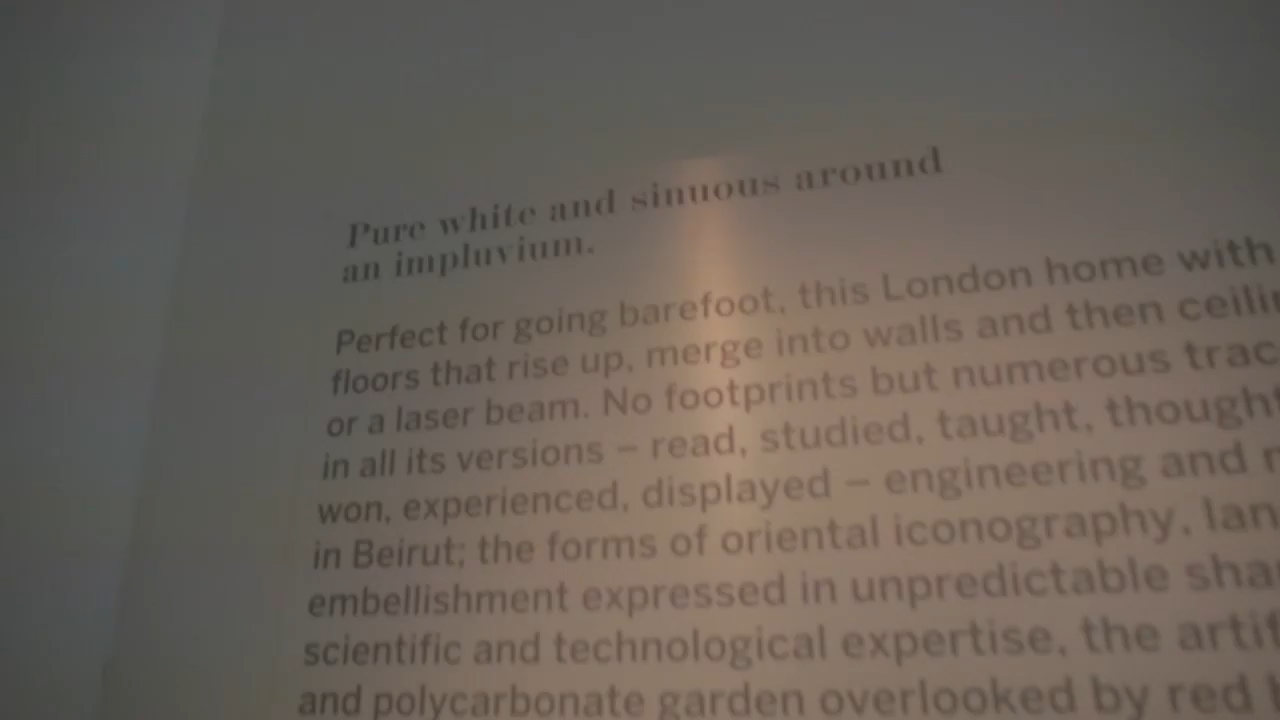 Pure white and sinuous around
an impluvium.
Perfect for going barefoot, this London home with
floors that rise up, merge into walls and then
or a laser beam. No footprints but numerous
in all its versions – read, studied, taught, thought
won, experienced, displayed – engineering and
in Beirut; the forms of oriental iconography,
embellishment expressed in unpredictable
scientific and technological expertise, the
and polycarbonate garden overlooked by red